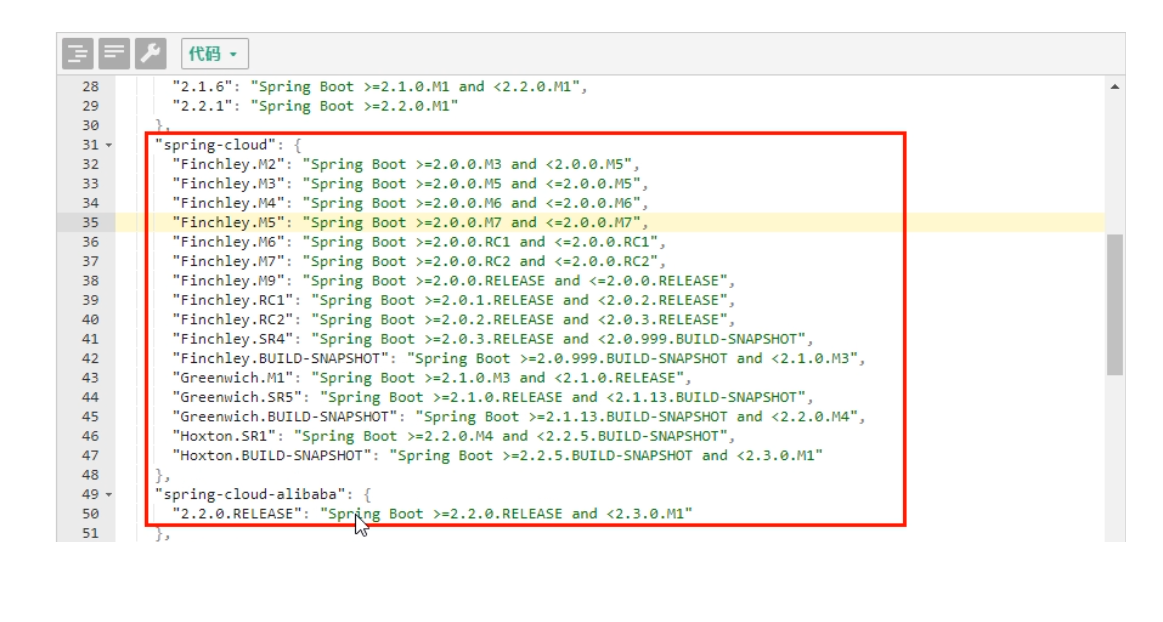 代码
28 "2.1.6": "Spring Boot >=2.1.0.M1 and <2.2.0.M1",
29 "2.2.1": "Spring Boot >=2.2.0.M1"
30 },
31 "spring-cloud": {
32 "Finchley.M2": "Spring Boot >=2.0.0.M3 and <2.0.0.M5",
33 "Finchley.M3": "Spring Boot >=2.0.0.M5 and <=2.0.0.M5",
34 "Finchley.M4": "Spring Boot >=2.0.0.M6 and <=2.0.0.M6",
35 "Finchley.M5": "Spring Boot >=2.0.0.M7 and <=2.0.0.M7",
36 "Finchley.M6": "Spring Boot >=2.0.0.RC1 and <=2.0.0.RC1",
37 "Finchley.M7": "Spring Boot >=2.0.0.RC2 and <=2.0.0.RC2",
38 "Finchley.M9": "Spring Boot >=2.0.0.RELEASE and <=2.0.0.RELEASE",
39 "Finchley.RC1": "Spring Boot >=2.0.1.RELEASE and <2.0.2.RELEASE",
40 "Finchley.RC2": "Spring Boot >=2.0.2.RELEASE and <2.0.3.RELEASE",
41 "Finchley.SR4": "Spring Boot >=2.0.3.RELEASE and <2.0.999.BUILD-SNAPSHOT",
42 "Finchley.BUILD-SNAPSHOT": "Spring Boot >=2.0.999.BUILD-SNAPSHOT and <2.1.0.M3",
43 "Greenwich.M1": "Spring Boot >=2.1.0.M3 and <2.1.0.RELEASE",
44 "Greenwich.SR5": "Spring Boot >=2.1.0.RELEASE and <2.1.13.BUILD-SNAPSHOT",
45 "Greenwich.BUILD-SNAPSHOT": "Spring Boot >=2.1.13.BUILD-SNAPSHOT and <2.2.0.M4",
46 "Hoxton.SR1": "Spring Boot >=2.2.0.M4 and <2.2.5.BUILD-SNAPSHOT",
47 "Hoxton.BUILD-SNAPSHOT": "Spring Boot >=2.2.5.BUILD-SNAPSHOT and <2.3.0.M1"
48 },
49 "spring-cloud-alibaba": {
50 "2.2.0.RELEASE": "Spring Boot >=2.2.0.RELEASE and <2.3.0.M1"
51 },